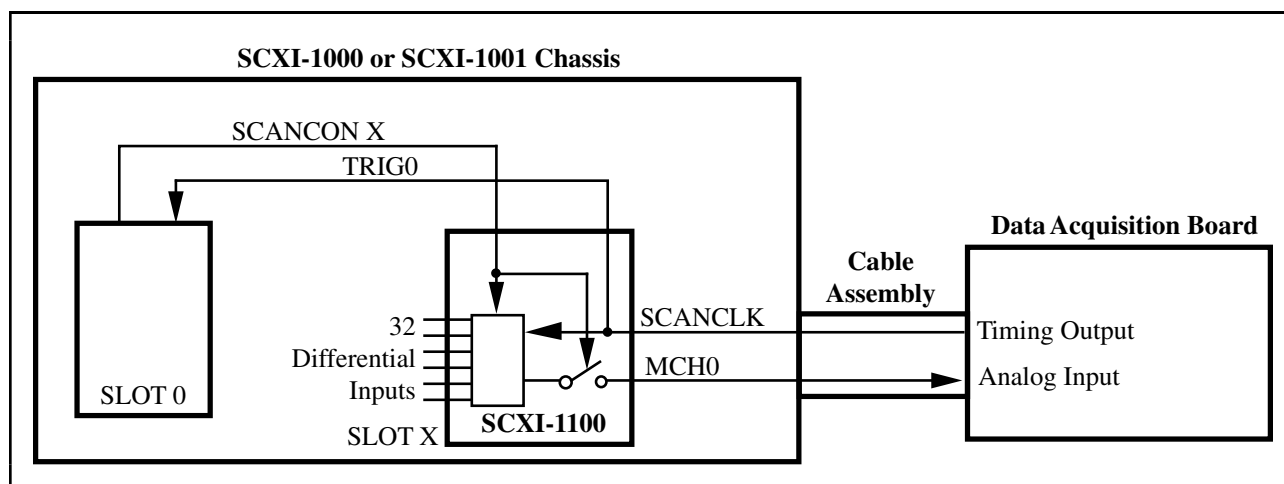 SCXI-1000 or SCXI-1001 Chassis
SCANCON X
TRIG0
SLOT 0
32
Differential
Inputs
SCXI-1100
SLOT X
SCANCLK
MCH0
Cable
Assembly
Data Acquisition Board
Timing Output
Analog Input